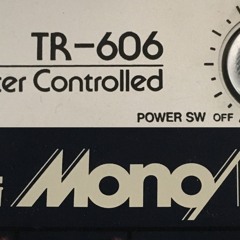 TR-606
ter Controlled
POWER SW OFF
Mono/